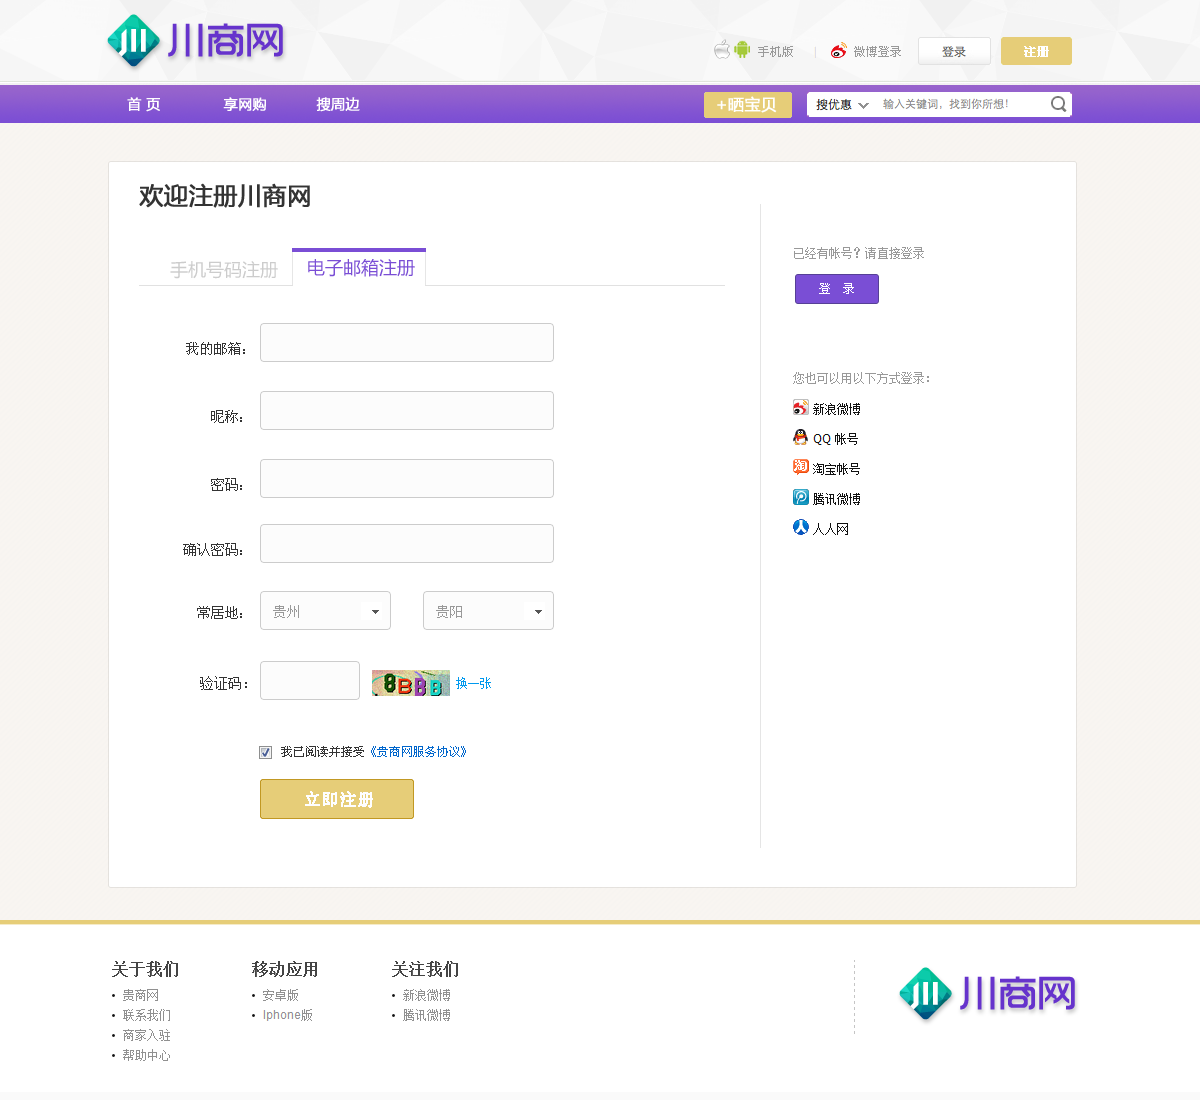 川商网
手机版 | 微博登录 登录 注册
首 页 享网购 搜周边 +晒宝贝 搜优惠 输入关键词，找到你所想！
欢迎注册川商网
手机号码注册 电子邮箱注册
我的邮箱：
昵称：
密码：
确认密码：
常居地： 贵州 贵阳
验证码： 8BBB 换一张
我已阅读并接受《贵商网服务协议》
立即注册
已经有帐号？请直接登录
登 录
您也可以用以下方式登录：
新浪微博
QQ 帐号
淘宝帐号
腾讯微博
人人网
关于我们
• 贵商网
• 联系我们
• 商家入驻
• 帮助中心
移动应用
• 安卓版
• Iphone版
关注我们
• 新浪微博
• 腾讯微博
川商网